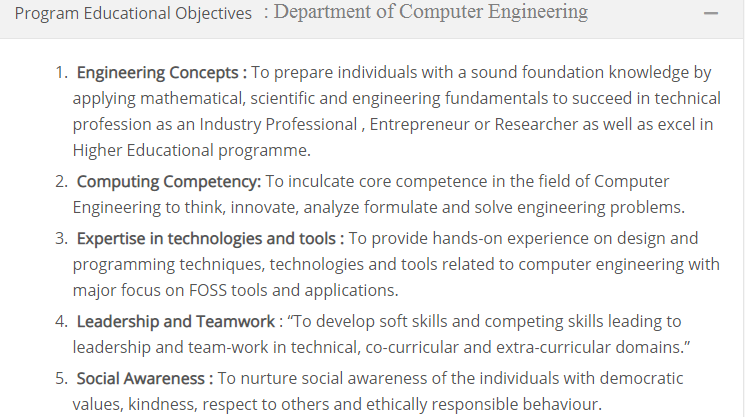 Program Educational Objectives : Department of Computer Engineering —
1. Engineering Concepts : To prepare individuals with a sound foundation knowledge by
applying mathematical, scientific and engineering fundamentals to succeed in technical
profession as an Industry Professional , Entrepreneur or Researcher as well as excel in
Higher Educational programme.
2. Computing Competency: To inculcate core competence in the field of Computer
Engineering to think, innovate, analyze formulate and solve engineering problems.
3. Expertise in technologies and tools : To provide hands-on experience on design and
programming techniques, technologies and tools related to computer engineering with
major focus on FOSS tools and applications.
4. Leadership and Teamwork : “To develop soft skills and competing skills leading to
leadership and team-work in technical, co-curricular and extra-curricular domains.”
5. Social Awareness : To nurture social awareness of the individuals with democratic
values, kindness, respect to others and ethically responsible behaviour.